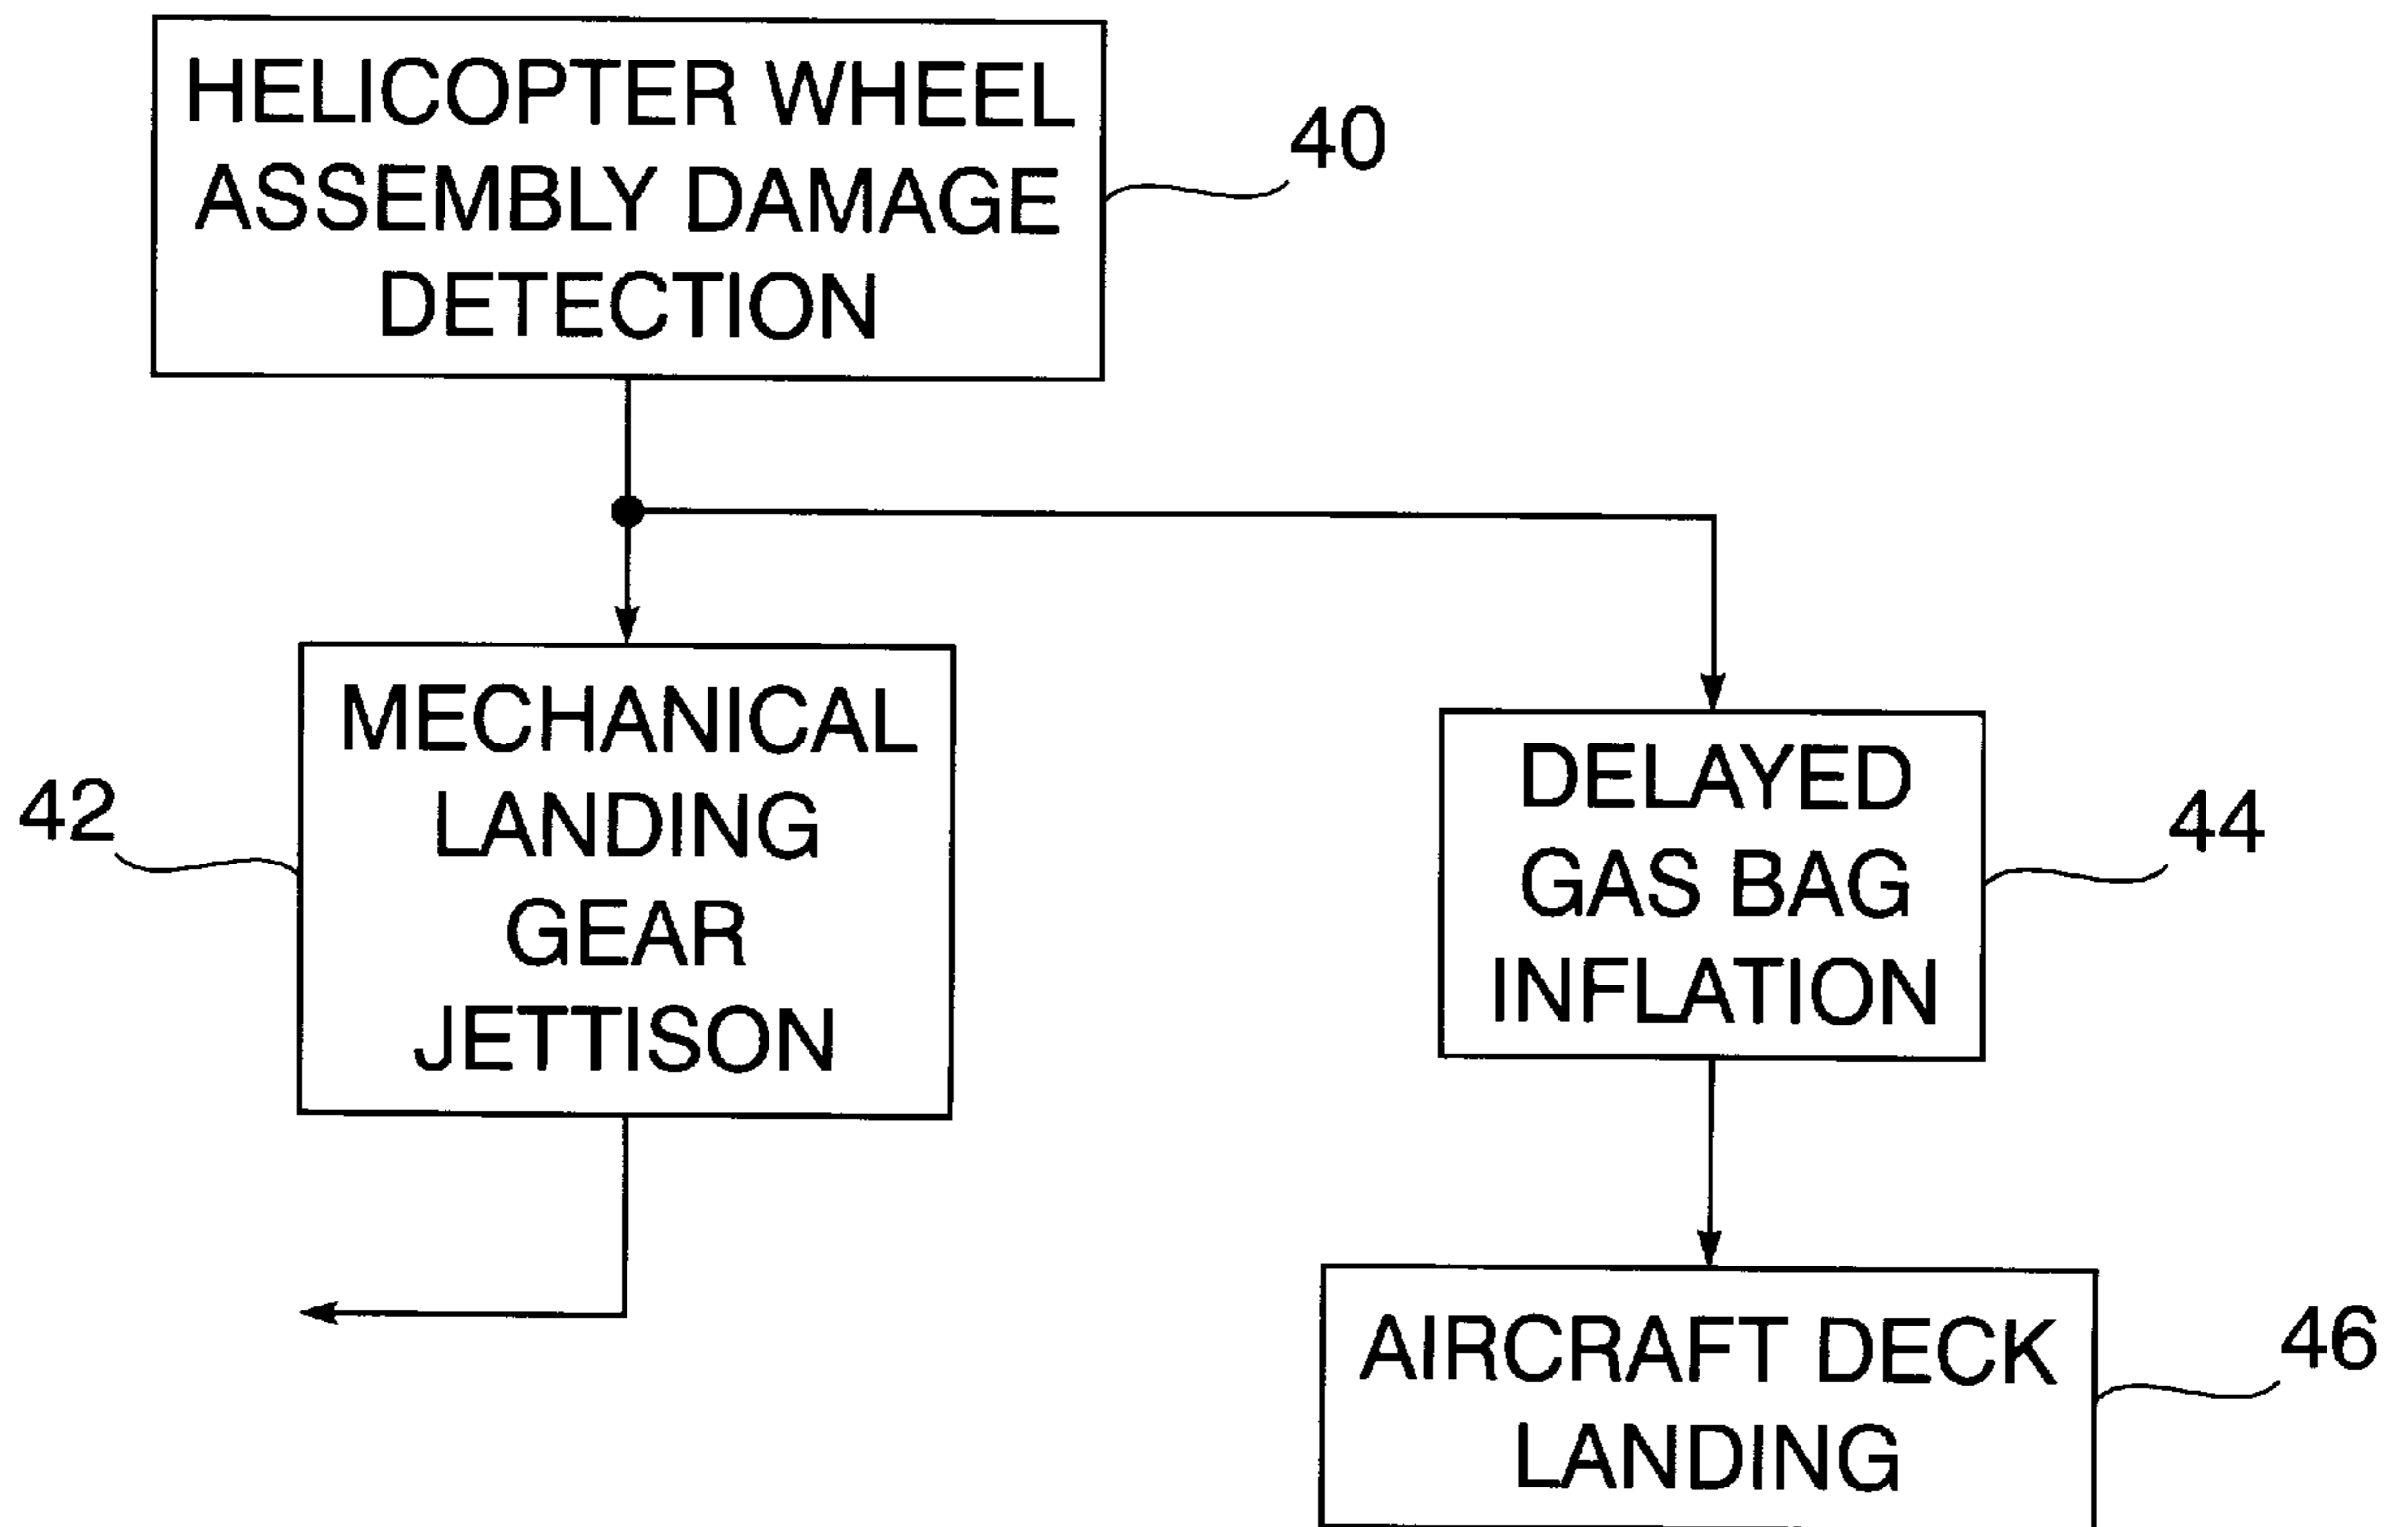 HELICOPTER WHEEL
ASSEMBLY DAMAGE
DETECTION
40
MECHANICAL
LANDING
GEAR
JETTISON
42
DELAYED
GAS BAG
INFLATION
44
AIRCRAFT DECK
LANDING
46